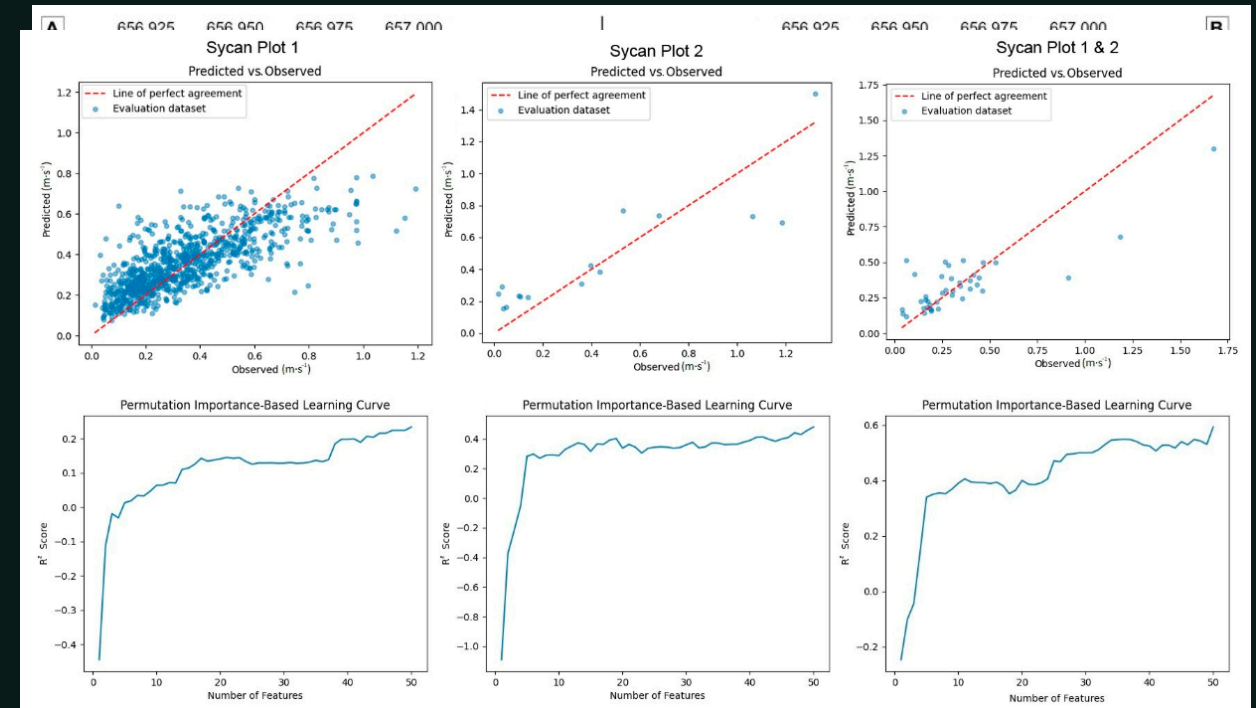 A 656.925 656.950 656.975 657.000 656.925 656.950 656.975 657.000 B
Sycan Plot 1
Predicted vs.Observed
Line of perfect agreement
Evaluation dataset
1.2
1.0
0.8
0.6
0.4
0.2
0.0
Predicted (m·s⁻¹)
0.0 0.2 0.4 0.6 0.8 1.0 1.2
Observed (m·s⁻¹)
Sycan Plot 2
Predicted vs.Observed
Line of perfect agreement
Evaluation dataset
1.4
1.2
1.0
0.8
0.6
0.4
0.2
0.0
Predicted (m·s⁻¹)
0.0 0.2 0.4 0.6 0.8 1.0 1.2
Observed (m·s⁻¹)
Sycan Plot 1 & 2
Predicted vs.Observed
Line of perfect agreement
Evaluation dataset
1.75
1.50
1.25
1.00
0.75
0.50
0.25
0.00
Predicted (m·s⁻¹)
0.00 0.25 0.50 0.75 1.00 1.25 1.50 1.75
Observed (m·s⁻¹)
Permutation Importance-Based Learning Curve
0.2
0.1
0.0
−0.1
−0.2
−0.3
−0.4
R² Score
0 10 20 30 40 50
Number of Features
Permutation Importance-Based Learning Curve
0.4
0.2
0.0
−0.2
−0.4
−0.6
−0.8
−1.0
R² Score
0 10 20 30 40 50
Number of Features
Permutation Importance-Based Learning Curve
0.6
0.4
0.2
0.0
−0.2
R² Score
0 10 20 30 40 50
Number of Features